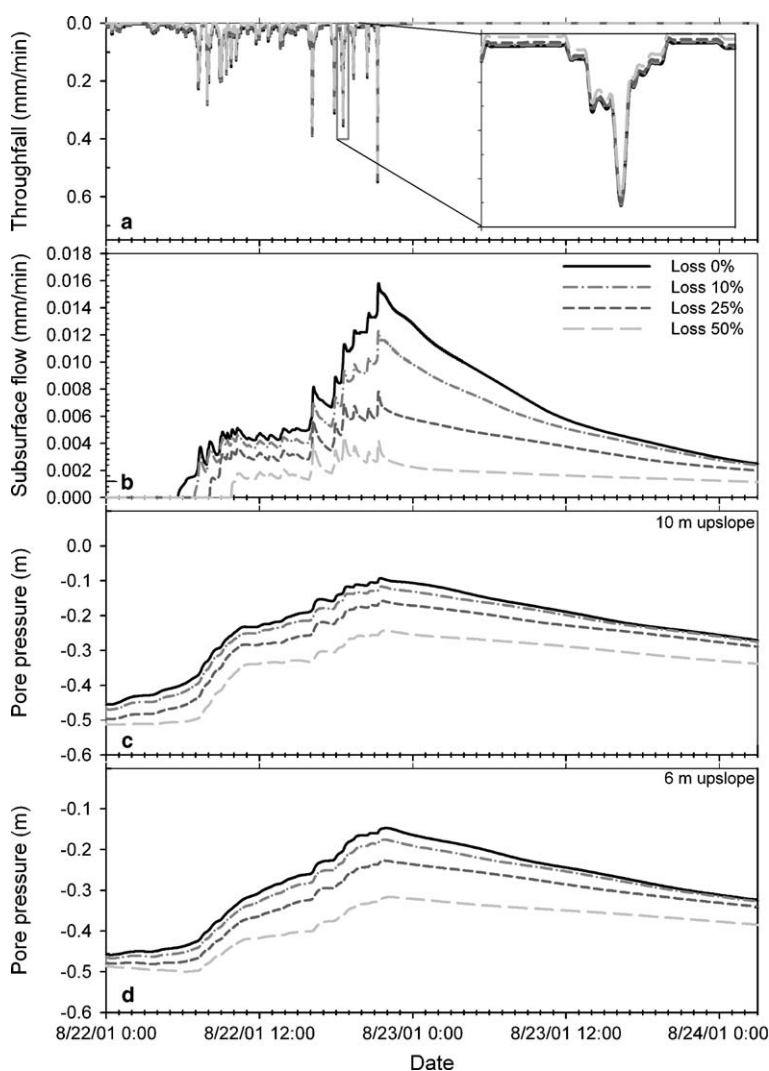 0.0
0.2
0.4
0.6
Throughfall (mm/min)
a
0.018
0.016
0.014
0.012
0.010
0.008
0.006
0.004
0.002
0.000
Subsurface flow (mm/min)
Loss 0%
Loss 10%
Loss 25%
Loss 50%
b
10 m upslope
0.0
-0.1
-0.2
-0.3
-0.4
-0.5
-0.6
Pore pressure (m)
c
6 m upslope
-0.1
-0.2
-0.3
-0.4
-0.5
-0.6
Pore pressure (m)
d
8/22/01 0:00 8/22/01 12:00 8/23/01 0:00 8/23/01 12:00 8/24/01 0:00
Date